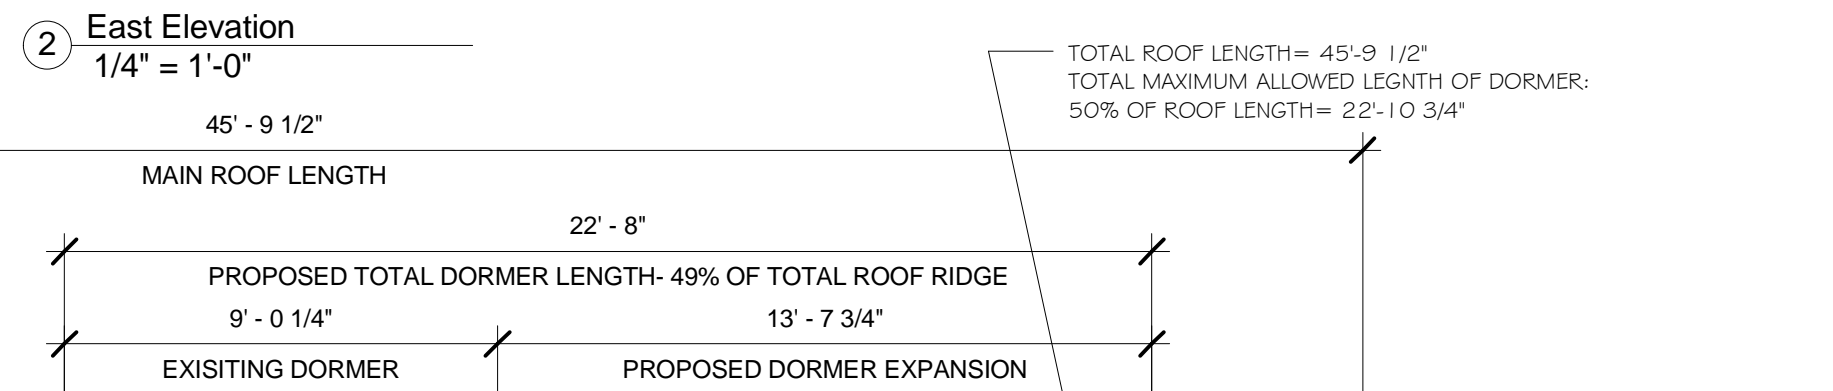 2
East Elevation
1/4" = 1'-0"
TOTAL ROOF LENGTH= 45'-9 1/2"
TOTAL MAXIMUM ALLOWED LEGNTH OF DORMER:
50% OF ROOF LENGTH= 22'-10 3/4"
45' - 9 1/2"
MAIN ROOF LENGTH
22' - 8"
PROPOSED TOTAL DORMER LENGTH- 49% OF TOTAL ROOF RIDGE
9' - 0 1/4"
13' - 7 3/4"
EXISITING DORMER
PROPOSED DORMER EXPANSION